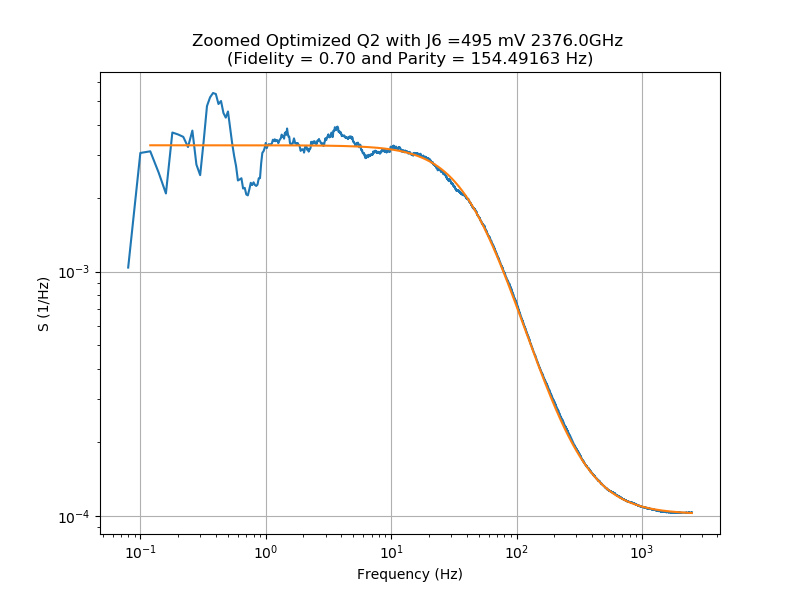 Zoomed Optimized Q2 with J6 =495 mV 2376.0GHz
(Fidelity = 0.70 and Parity = 154.49163 Hz)
S (1/Hz)
10⁻³
10⁻⁴
10⁻¹ 10⁰ 10¹ 10² 10³
Frequency (Hz)